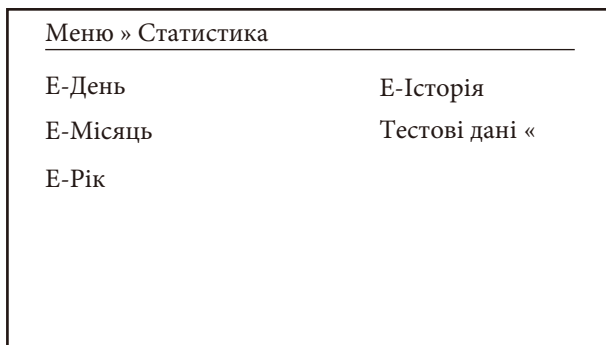 Меню » Статистика
Е-День
Е-Місяць
Е-Рік
Е-Історія
Тестові дані «